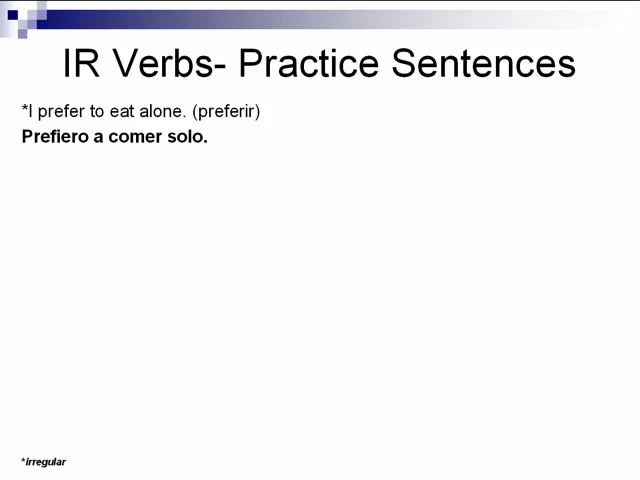 IR Verbs- Practice Sentences
*I prefer to eat alone. (preferir)
Prefiero a comer solo.
*irregular